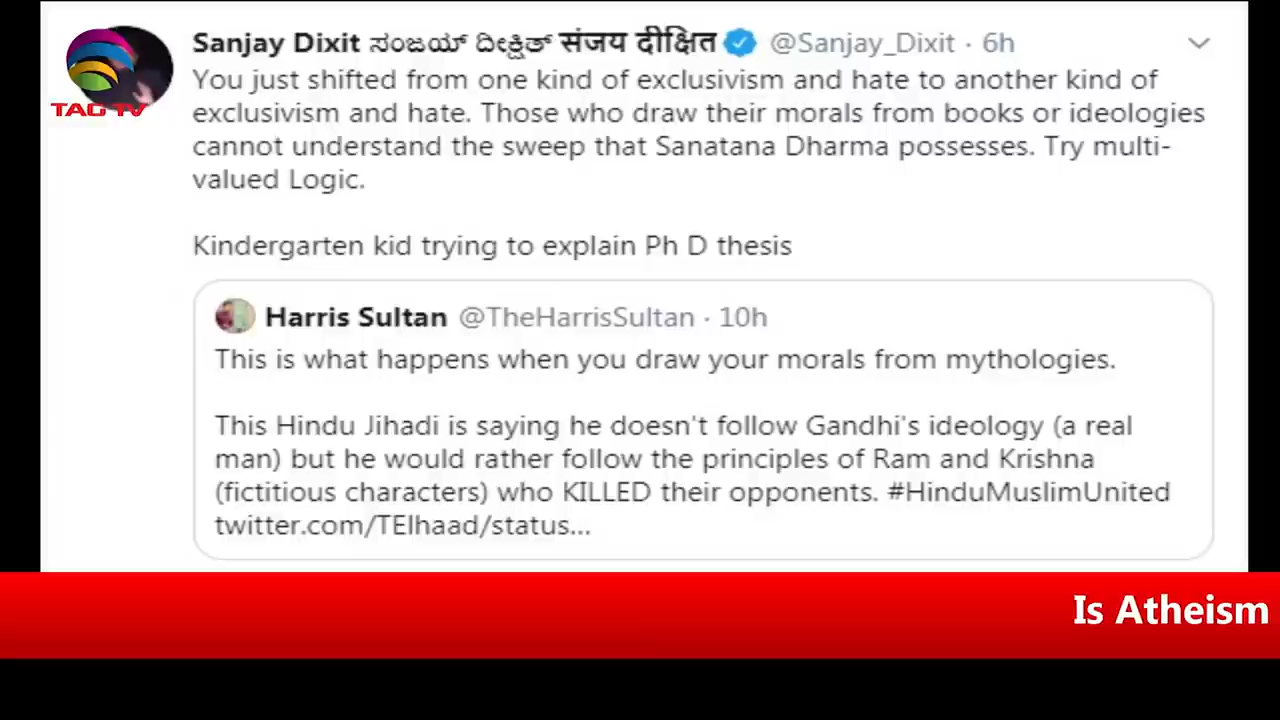 TAG TV
Sanjay Dixit ಸಂಜಯ್ ದೀಕ್ಷಿತ್ संजय दीक्षित @Sanjay_Dixit · 6h
You just shifted from one kind of exclusivism and hate to another kind of
exclusivism and hate. Those who draw their morals from books or ideologies
cannot understand the sweep that Sanatana Dharma possesses. Try multi-
valued Logic.
Kindergarten kid trying to explain Ph D thesis
Harris Sultan @TheHarrisSultan · 10h
This is what happens when you draw your morals from mythologies.
This Hindu Jihadi is saying he doesn't follow Gandhi's ideology (a real
man) but he would rather follow the principles of Ram and Krishna
(fictitious characters) who KILLED their opponents. #HinduMuslimUnited
twitter.com/TElhaad/status...
Is Atheism